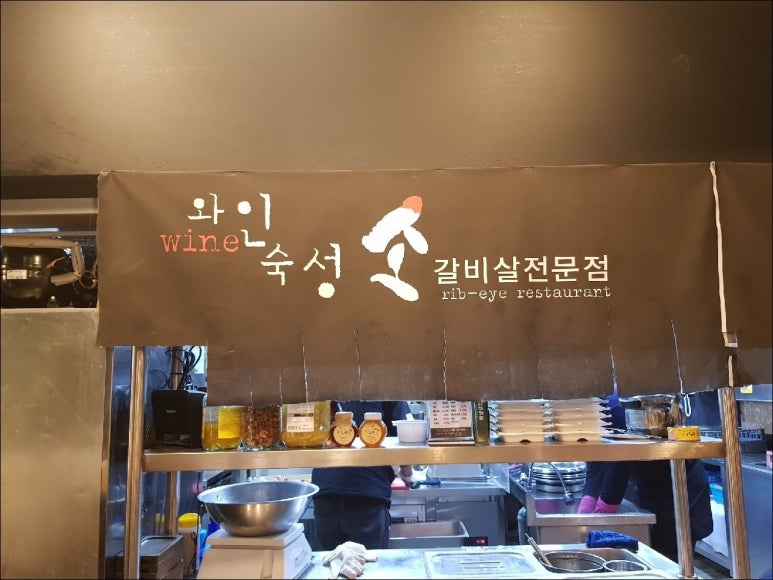 와인
wine
숙성 소 갈비살전문점
rib-eye restaurant